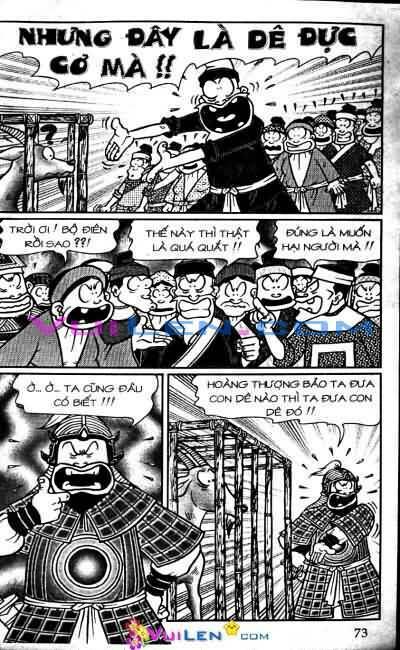 NHƯNG ĐÂY LÀ DÊ ĐỰC
CƠ MÀ !!
?
TRỜI ƠI ! BỘ ĐIÊN
RỒI SAO ??!
THẾ NÀY THÌ THẬT
LÀ QUÁ QUẮT !!
ĐÚNG LÀ MUỐN
HẠI NGƯỜI MÀ !!
VUILEN.COM
Ơ... Ơ... TA CŨNG ĐÂU
CÓ BIẾT !!!
HOÀNG THƯỢNG BẢO TA ĐƯA
CON DÊ NÀO THÌ TA ĐƯA CON
DÊ ĐÓ !!
73
VUILEN.COM